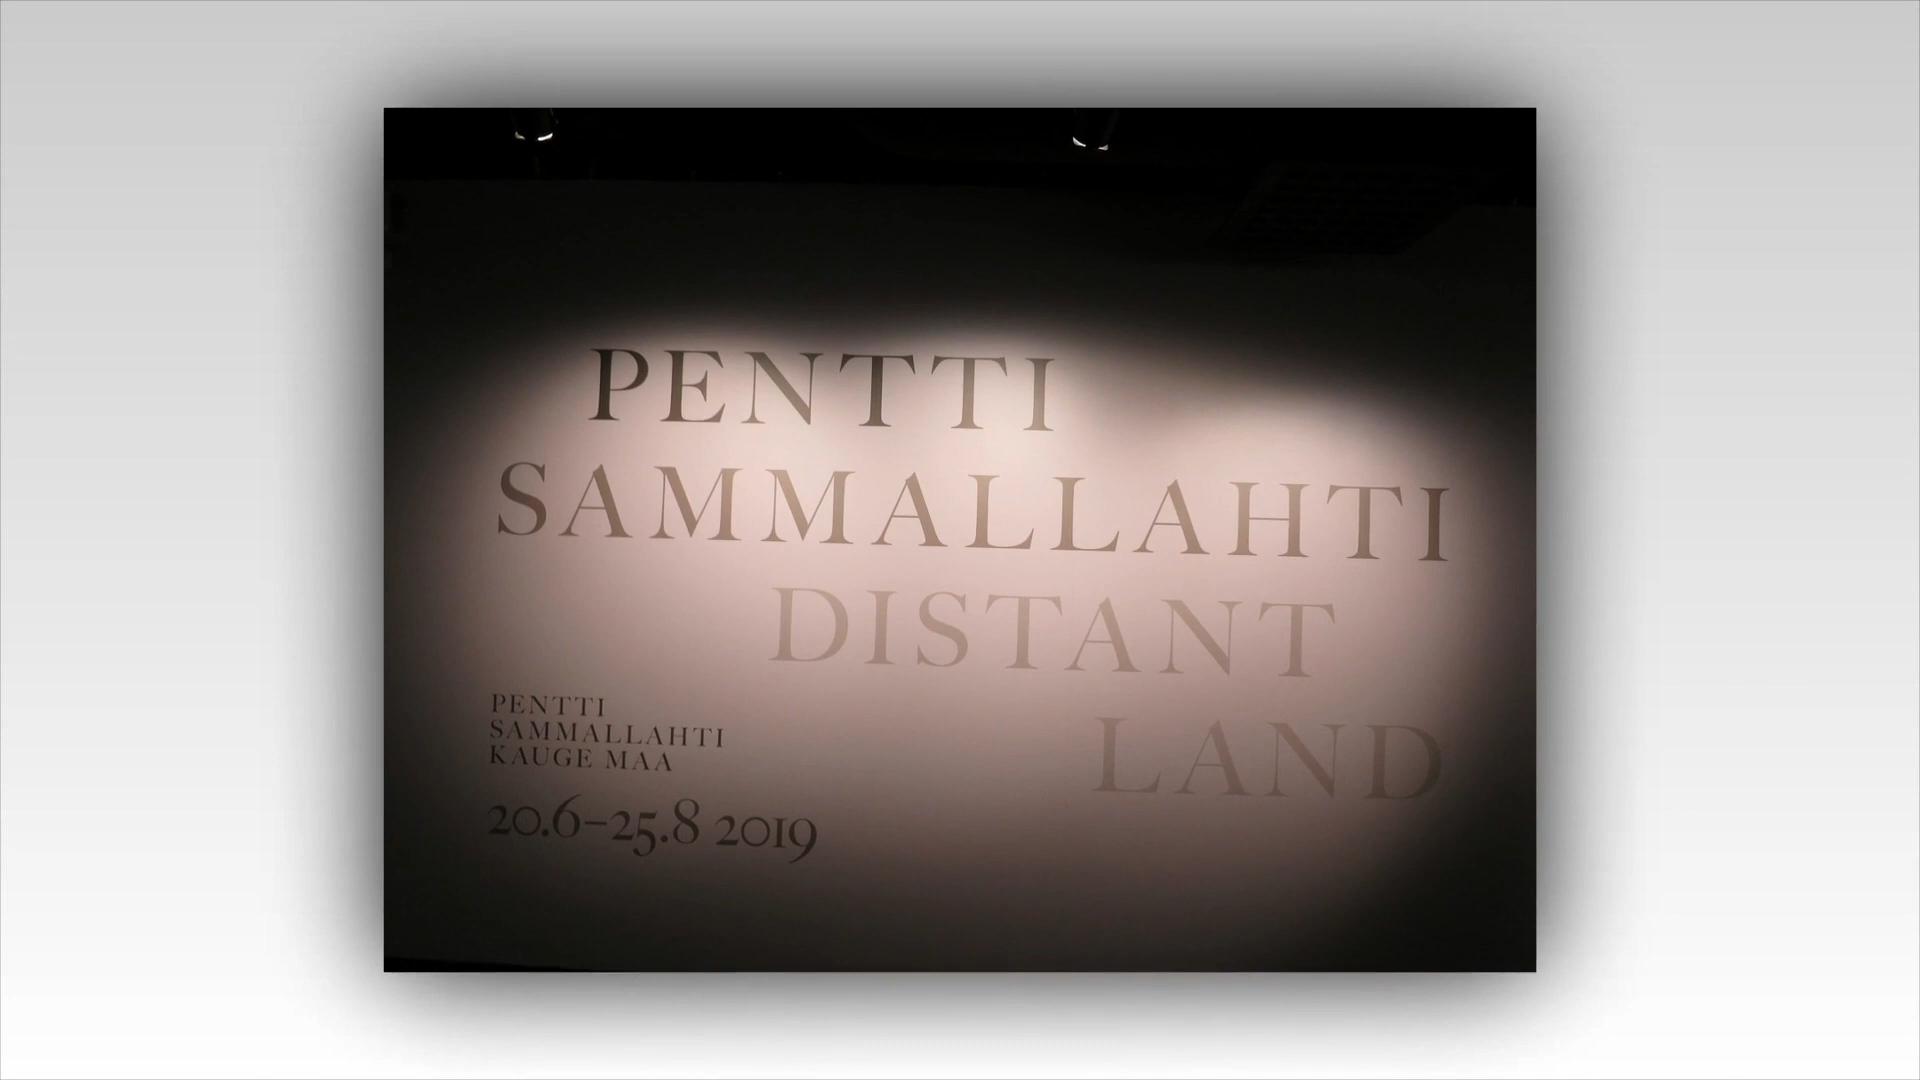 PENTTI
SAMMALLAHTI
DISTANT
LAND
PENTTI
SAMMALLAHTI
KAUGE MAA
20.6–25.8 2019